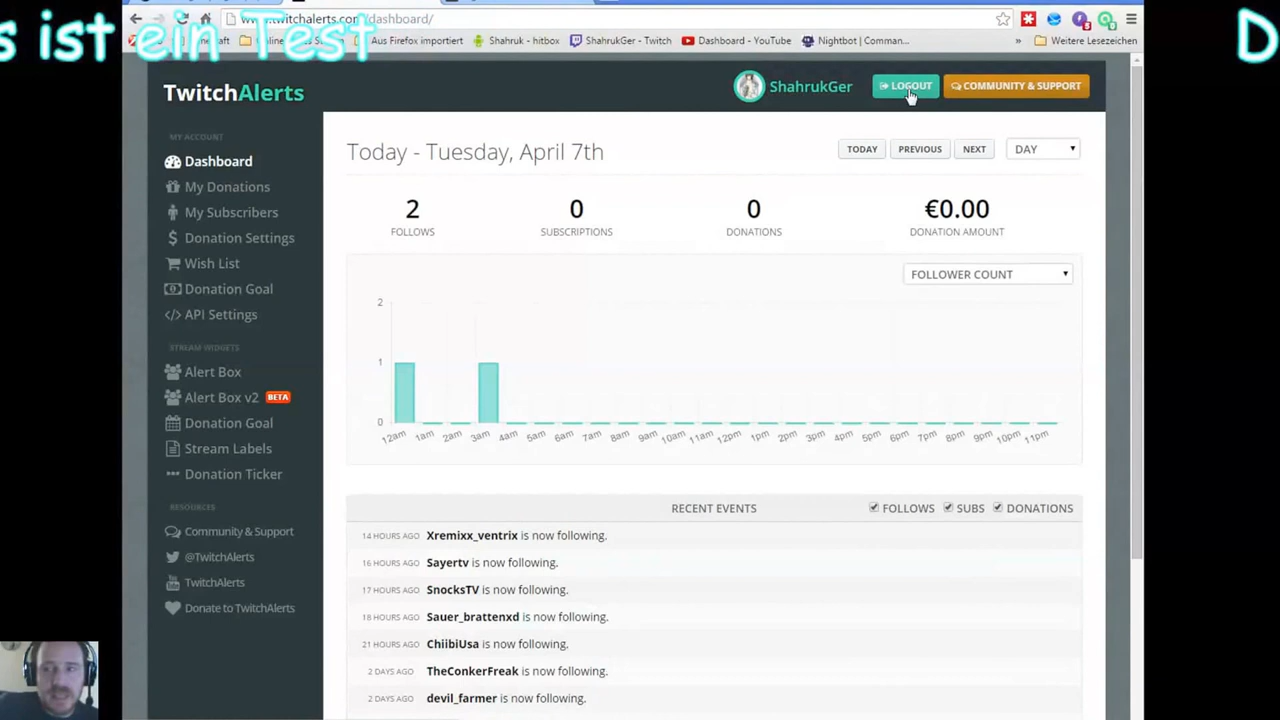 www.twitchalerts.com/dashboard/
s ist ein Test
D
Aus Firefox importiert
Shahruk - hitbox
ShahrukGer - Twitch
Dashboard - YouTube
Nightbot | Comman...
»
Weitere Lesezeichen
TwitchAlerts
ShahrukGer
LOGOUT
COMMUNITY & SUPPORT
MY ACCOUNT
Dashboard
My Donations
My Subscribers
Donation Settings
Wish List
Donation Goal
API Settings
STREAM WIDGETS
Alert Box
Alert Box v2 BETA
Donation Goal
Stream Labels
Donation Ticker
RESOURCES
Community & Support
@TwitchAlerts
TwitchAlerts
Donate to TwitchAlerts
Today - Tuesday, April 7th
TODAY
PREVIOUS
NEXT
DAY
2
FOLLOWS
0
SUBSCRIPTIONS
0
DONATIONS
€0.00
DONATION AMOUNT
FOLLOWER COUNT
2
1
0
12am 1am 2am 3am 4am 5am 6am 7am 8am 9am 10am 11am 12pm 1pm 2pm 3pm 4pm 5pm 6pm 7pm 8pm 9pm 10pm 11pm
RECENT EVENTS
FOLLOWS
SUBS
DONATIONS
14 HOURS AGO Xremixx_ventrix is now following.
16 HOURS AGO Sayertv is now following.
17 HOURS AGO SnocksTV is now following.
18 HOURS AGO Sauer_brattenxd is now following.
21 HOURS AGO ChiibiUsa is now following.
2 DAYS AGO TheConkerFreak is now following.
2 DAYS AGO devil_farmer is now following.